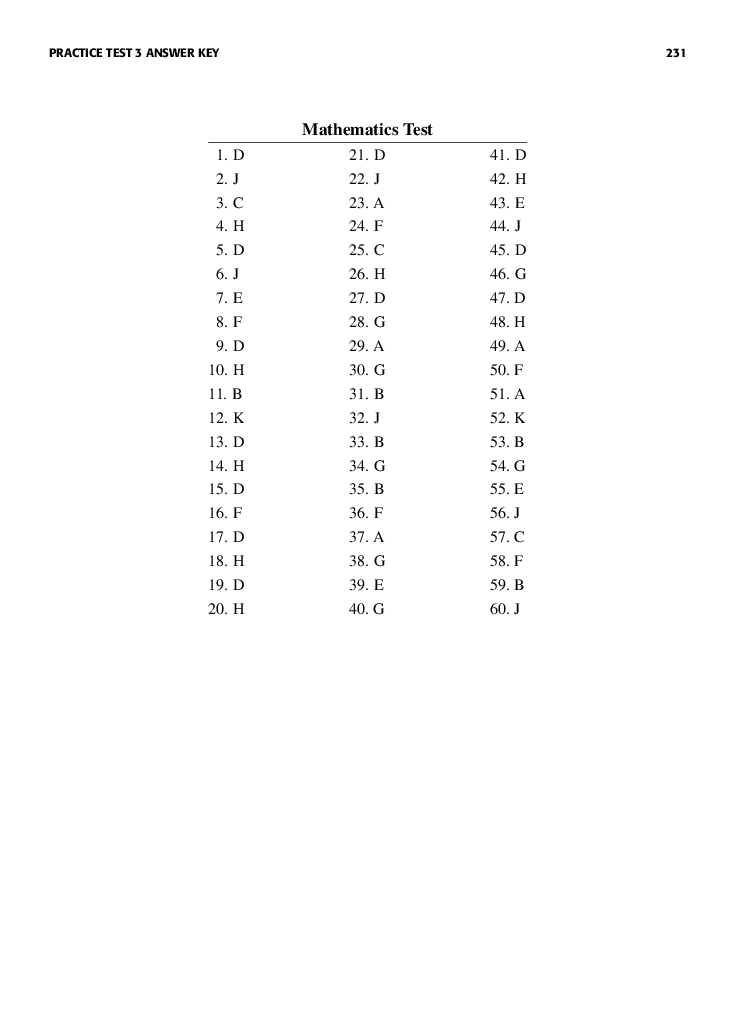 PRACTICE TEST 3 ANSWER KEY 231
Mathematics Test
1. D 21. D 41. D
2. J 22. J 42. H
3. C 23. A 43. E
4. H 24. F 44. J
5. D 25. C 45. D
6. J 26. H 46. G
7. E 27. D 47. D
8. F 28. G 48. H
9. D 29. A 49. A
10. H 30. G 50. F
11. B 31. B 51. A
12. K 32. J 52. K
13. D 33. B 53. B
14. H 34. G 54. G
15. D 35. B 55. E
16. F 36. F 56. J
17. D 37. A 57. C
18. H 38. G 58. F
19. D 39. E 59. B
20. H 40. G 60. J